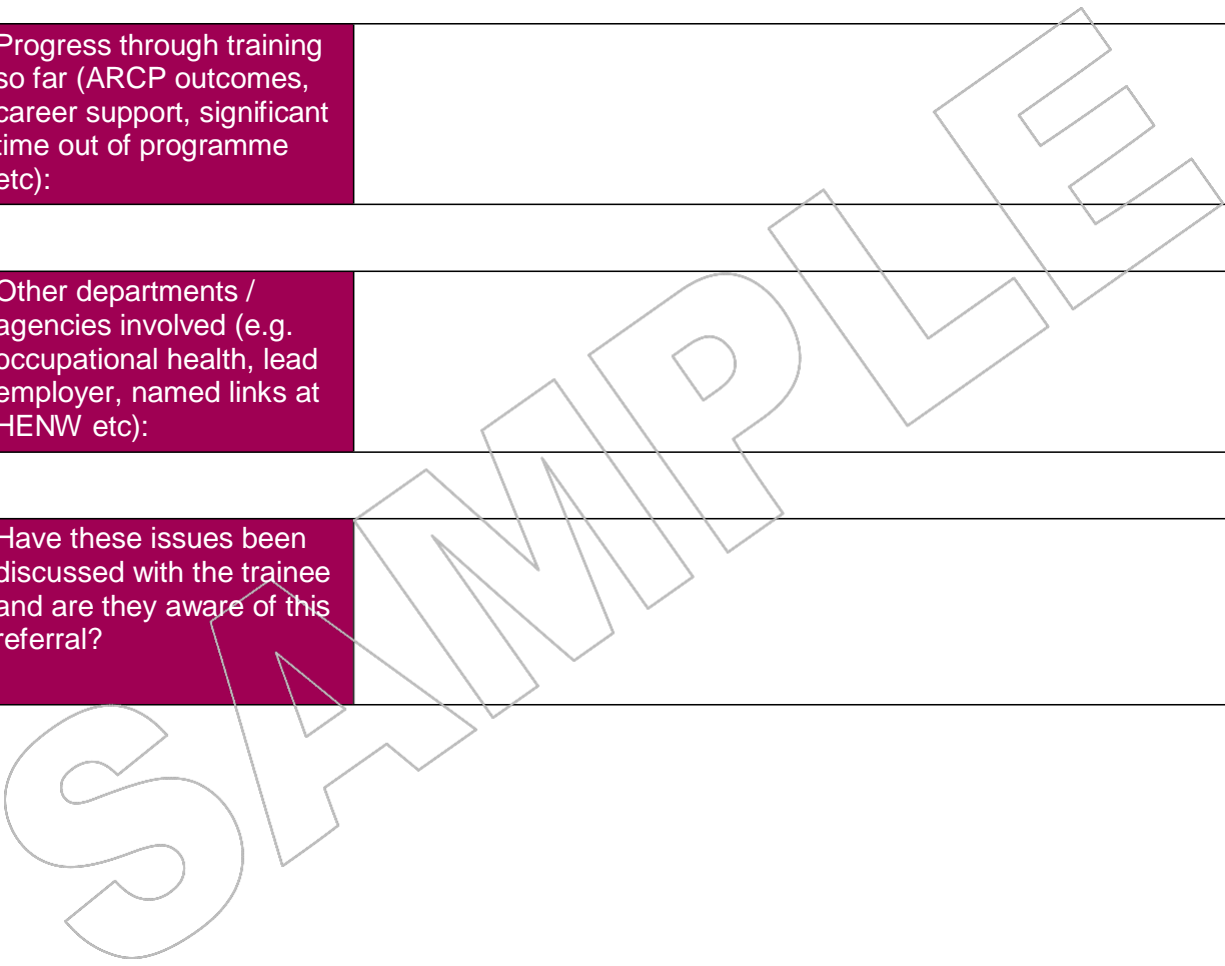 Progress through training
so far (ARCP outcomes,
career support, significant
time out of programme
etc):
Other departments /
agencies involved (e.g.
occupational health, lead
employer, named links at
HENW etc):
Have these issues been
discussed with the trainee
and are they aware of this
referral?
SAMPLE